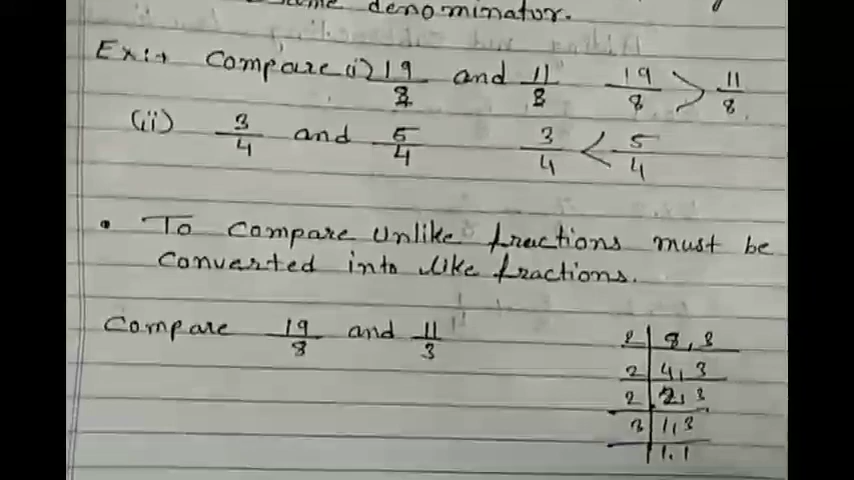 same denominator.
Ex:→ Compare i) 19/8 and 11/8 19/8 > 11/8
(ii) 3/4 and 5/4 3/4 < 5/4
• To Compare Unlike fractions must be
Converted into like fractions.
Compare 19/8 and 11/3
2 | 8, 3
2 | 4, 3
2 | 2, 3
3 | 1, 3
| 1, 1